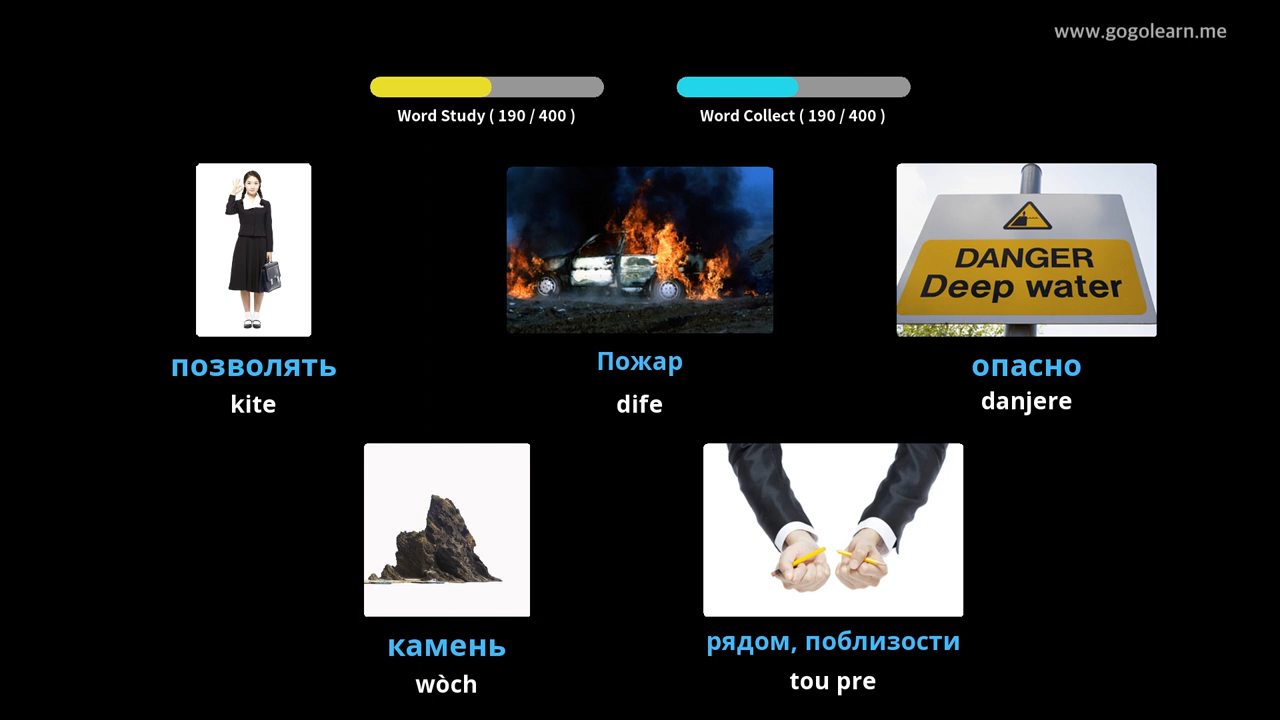 www.gogolearn.me
Word Study ( 190 / 400 )
Word Collect ( 190 / 400 )
DANGER
Deep water
позволять
kite
Пожар
dife
опасно
danjere
камень
wòch
рядом, поблизости
tou pre